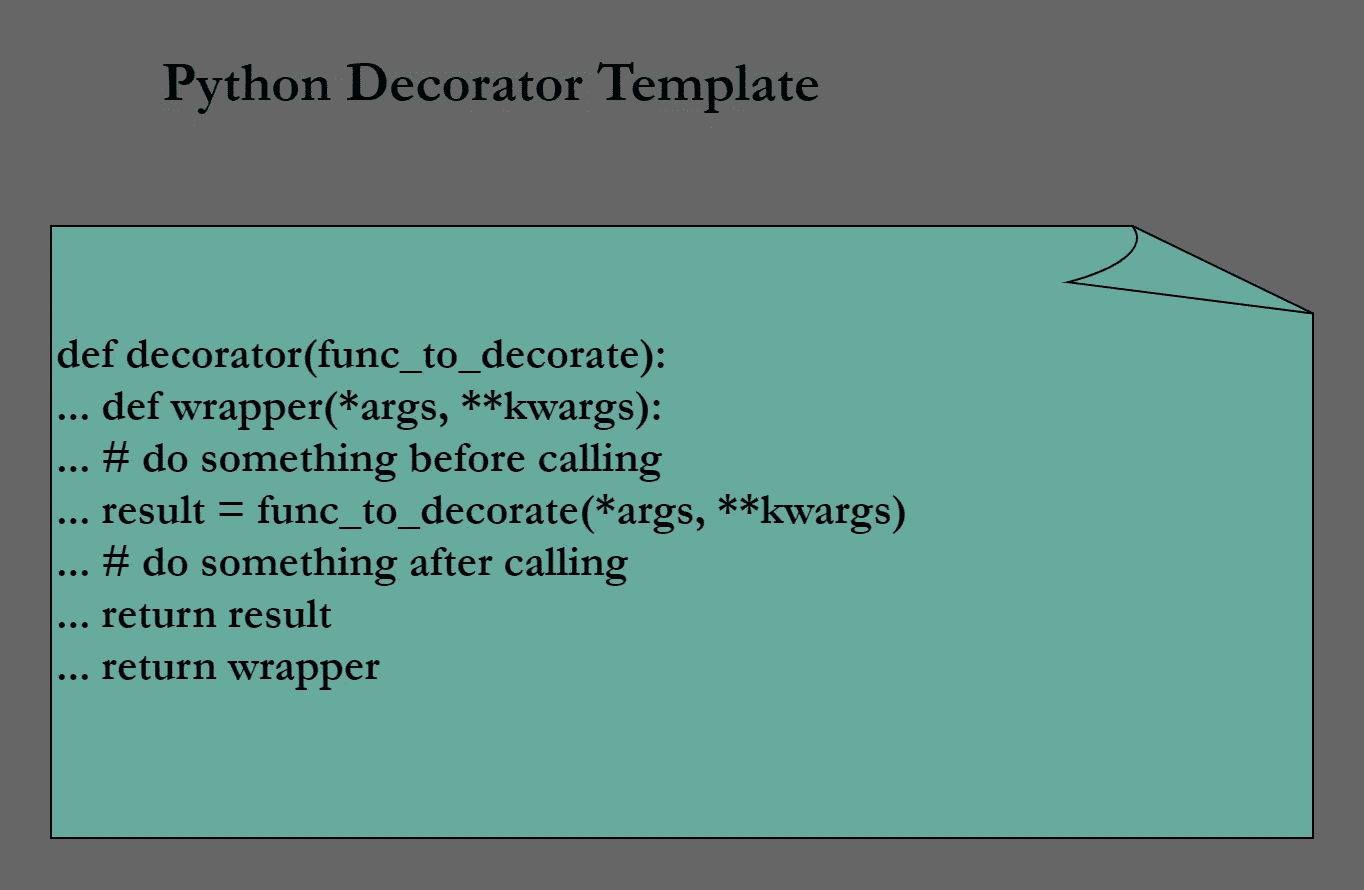 Python Decorator Template
def decorator(func_to_decorate):
... def wrapper(*args, **kwargs):
... # do something before calling
... result = func_to_decorate(*args, **kwargs)
... # do something after calling
... return result
... return wrapper